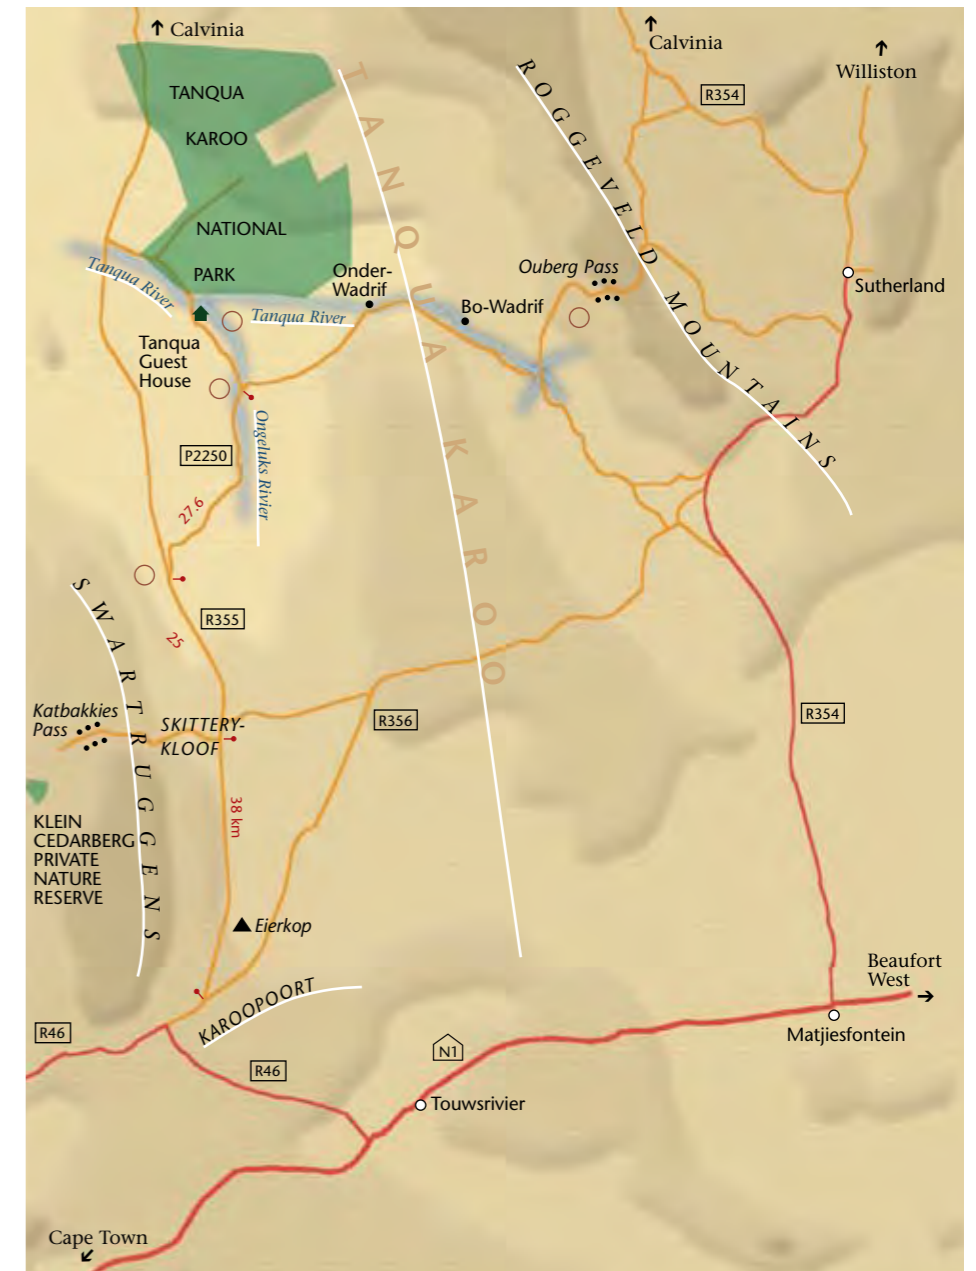 Calvinia
Calvinia
Williston
TANQUA
KAROO
NATIONAL
PARK
R354
TANQUA KAROO
ROGGEVELD MOUNTAINS
Ouberg Pass
Sutherland
Tanqua River
Onder-
Wadrif
Bo-Wadrif
Tanqua River
Tanqua
Guest
House
Ongeluks Rivier
P2250
27.6
R355
25
SWARTRUGGENS
Katbakkies
Pass
SKITTERY-
KLOOF
R356
R354
38 km
KLEIN
CEDARBERG
PRIVATE
NATURE
RESERVE
Eierkop
Beaufort
West
KAROOPOORT
R46
Matjiesfontein
N1
R46
Touwsrivier
Cape Town